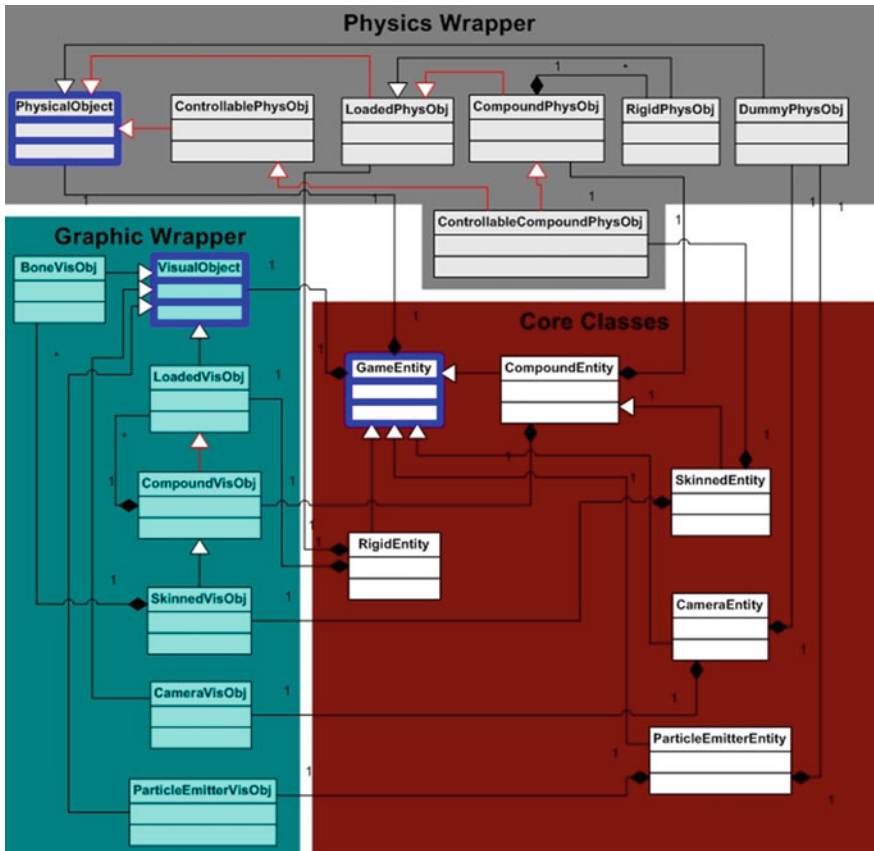 Physics Wrapper
PhysicalObject
ControllablePhysObj
LoadedPhysObj
CompoundPhysObj
RigidPhysObj
DummyPhysObj
1
*
1
1
1
1
1
ControllableCompoundPhysObj
1
Graphic Wrapper
BoneVisObj
VisualObject
1
Core Classes
1
1
*
GameEntity
CompoundEntity
LoadedVisObj
1
1
*
1
CompoundVisObj
1
1
1
SkinnedEntity
1
RigidEntity
1
1
1
1
SkinnedVisObj
CameraEntity
1
CameraVisObj
1
1
ParticleEmitterEntity
1
1
ParticleEmitterVisObj
1